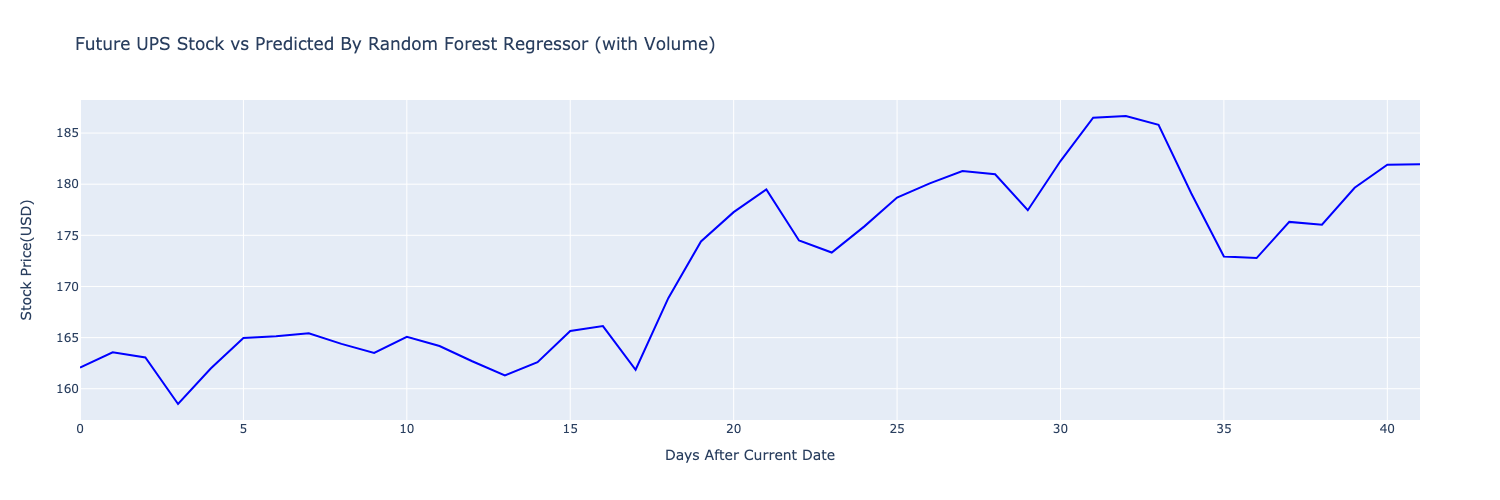 Future UPS Stock vs Predicted By Random Forest Regressor (with Volume)
Stock Price(USD)
185
180
175
170
165
160
0 5 10 15 20 25 30 35 40
Days After Current Date